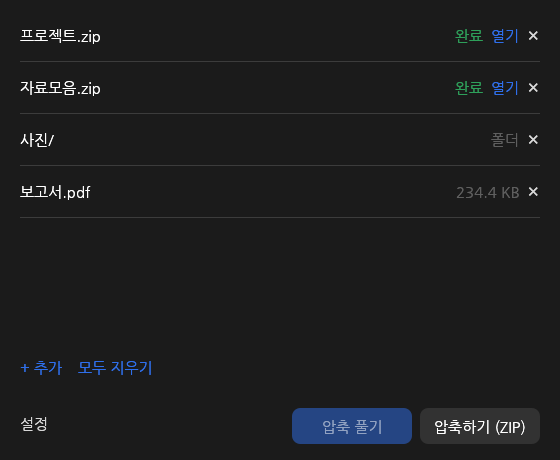 프로젝트.zip 완료 열기 ×
자료모음.zip 완료 열기 ×
사진/ 폴더 ×
보고서.pdf 234.4 KB ×
+ 추가 모두 지우기
설정 압축 풀기 압축하기 (ZIP)